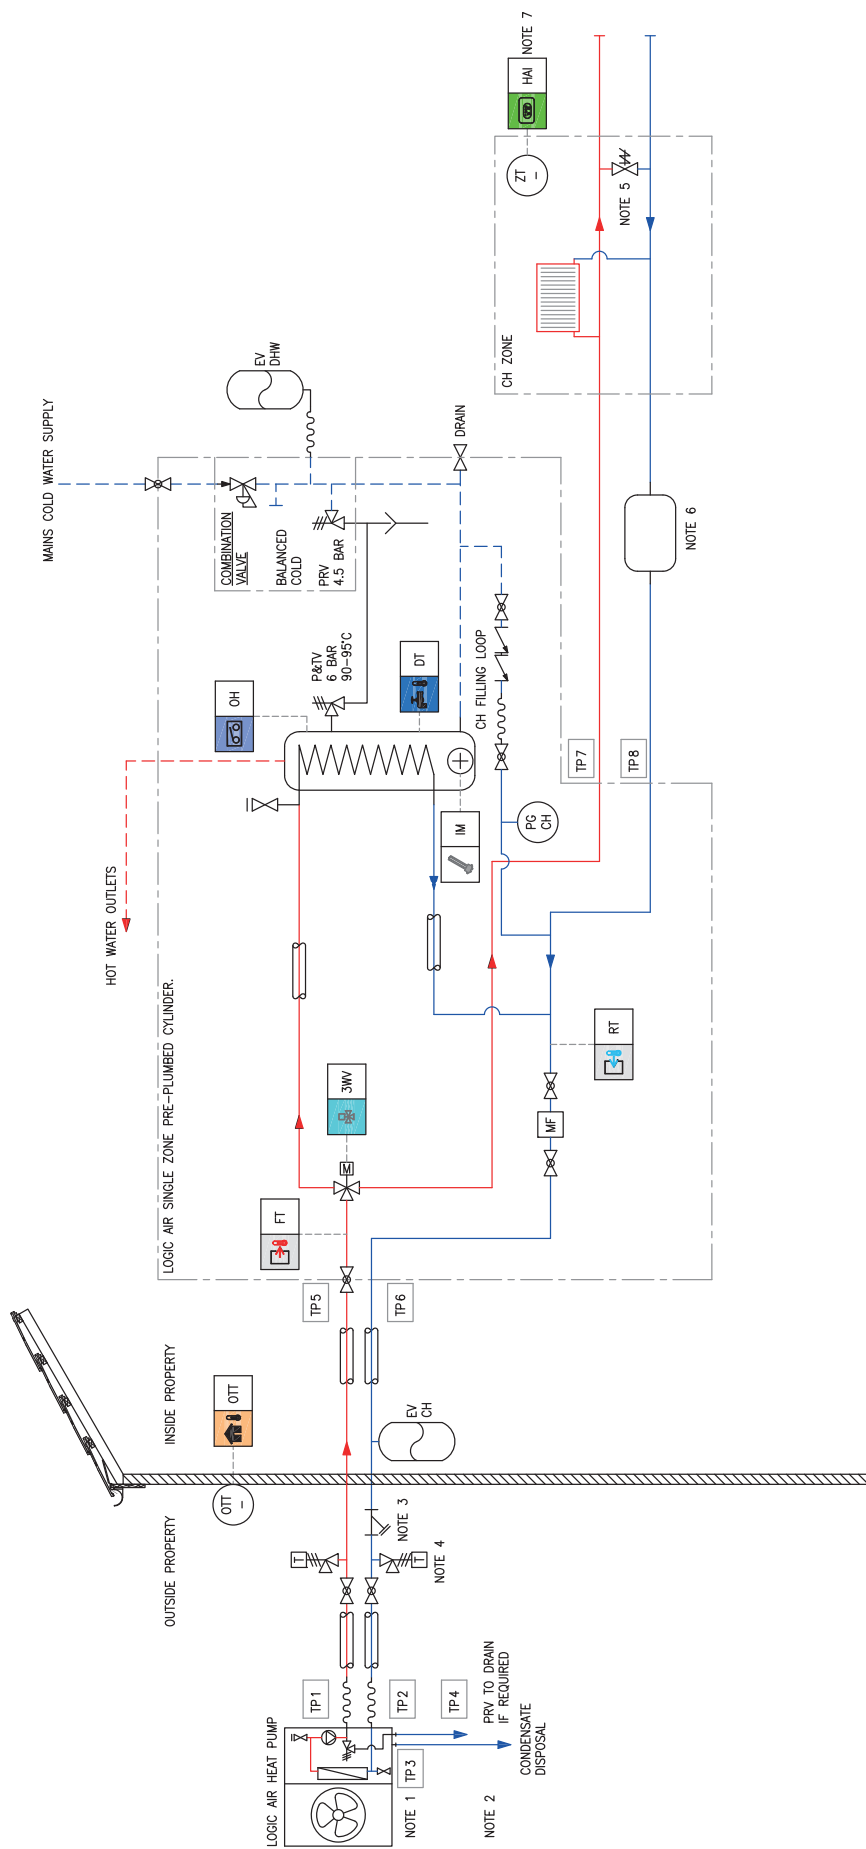 LOGIC AIR HEAT PUMP
NOTE 1
NOTE 2
TP1
TP2
TP3
TP4
PRV TO DRAIN
IF REQUIRED
CONDENSATE
DISPOSAL
T
T
NOTE 4
NOTE 3
OUTSIDE PROPERTY
INSIDE PROPERTY
OTT
–
OTT
EV
CH
TP5
TP6
LOGIC AIR SINGLE ZONE PRE-PLUMBED CYLINDER.
FT
M
3WV
MF
RT
HOT WATER OUTLETS
IM
PG
CH
OH
P&TV
6 BAR
90-95°C
DT
CH FILLING LOOP
TP7
TP8
MAINS COLD WATER SUPPLY
COMBINATION
VALVE
BALANCED
COLD
PRV
4.5 BAR
DRAIN
EV
DHW
NOTE 6
CH ZONE
NOTE 5
ZT
–
HAI
NOTE 7